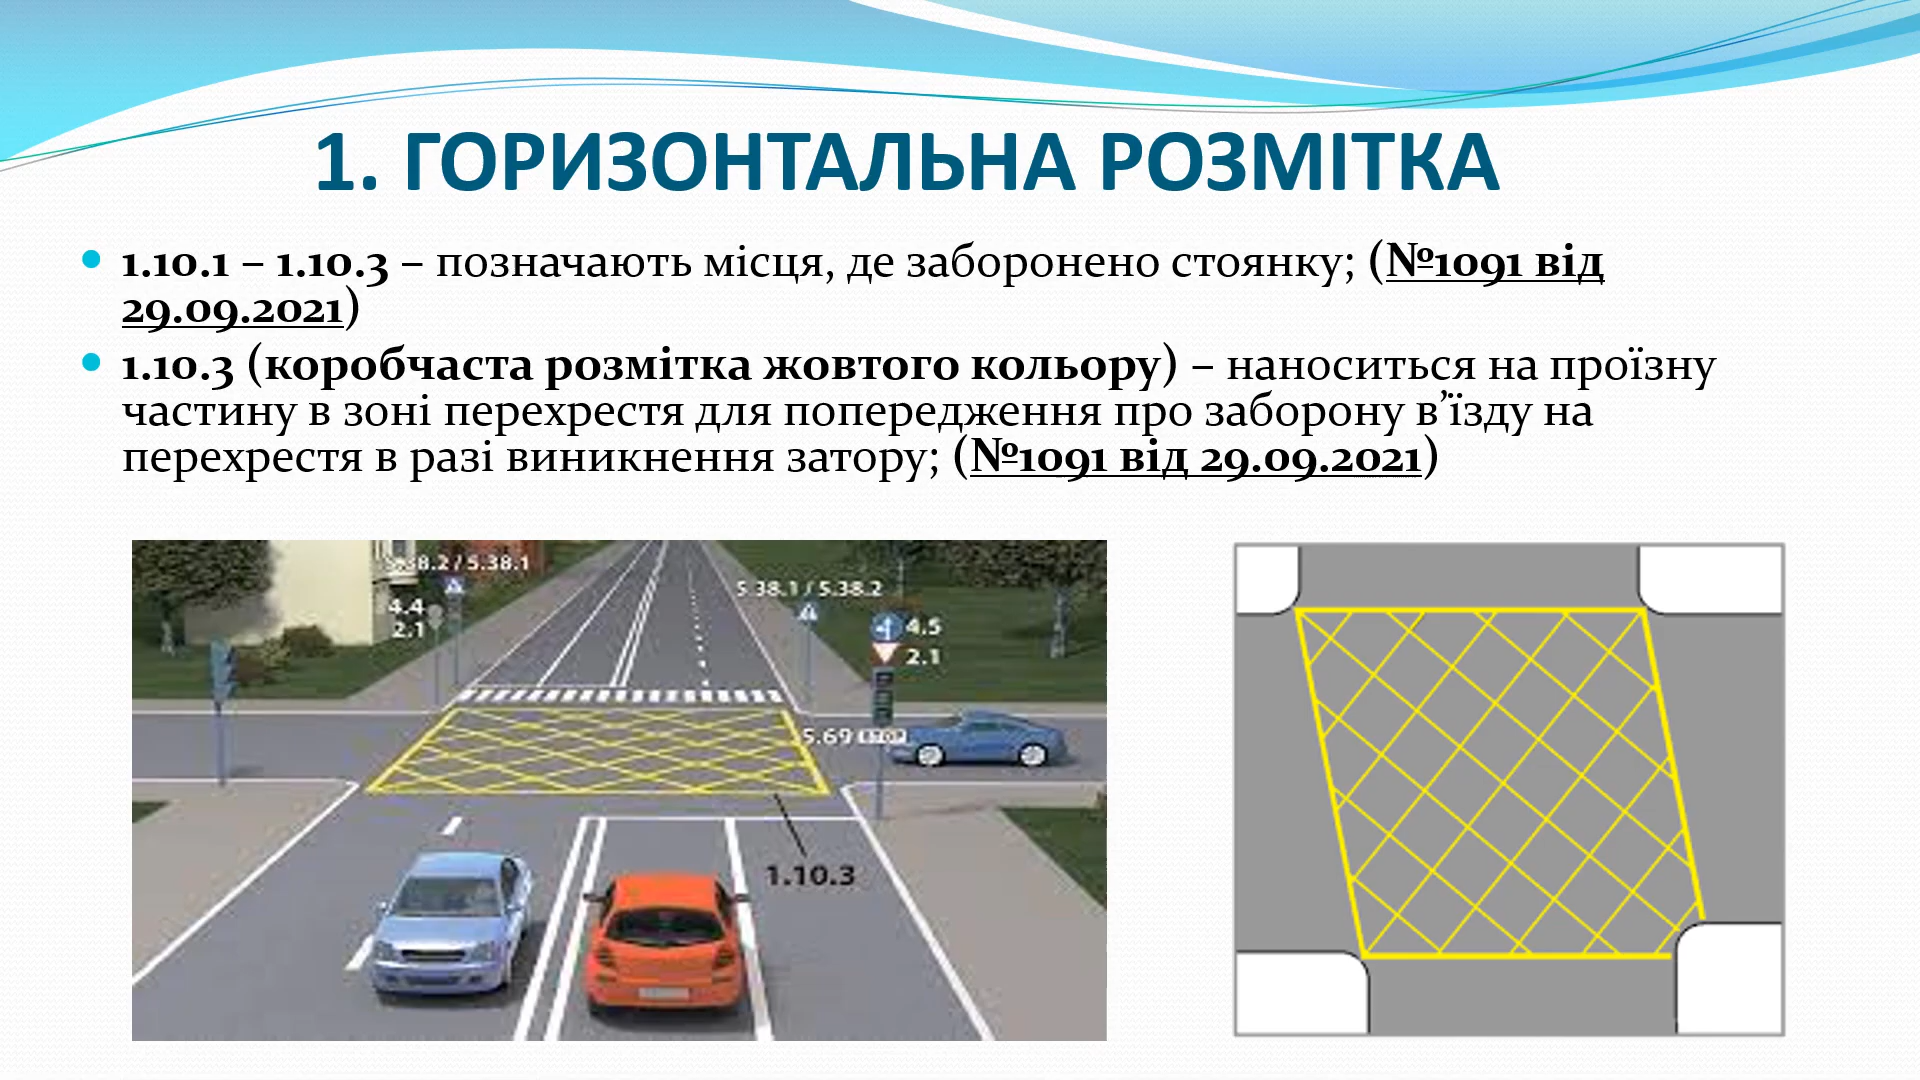 1. ГОРИЗОНТАЛЬНА РОЗМІТКА
1.10.1 – 1.10.3 – позначають місця, де заборонено стоянку; (№1091 від
29.09.2021)
1.10.3 (коробчаста розмітка жовтого кольору) – наноситься на проїзну
частину в зоні перехрестя для попередження про заборону в’їзду на
перехрестя в разі виникнення затору; (№1091 від 29.09.2021)
5.38.2 / 5.38.1
4.4
2.1
5.38.1 / 5.38.2
4.5
2.1
5.69
1.10.3